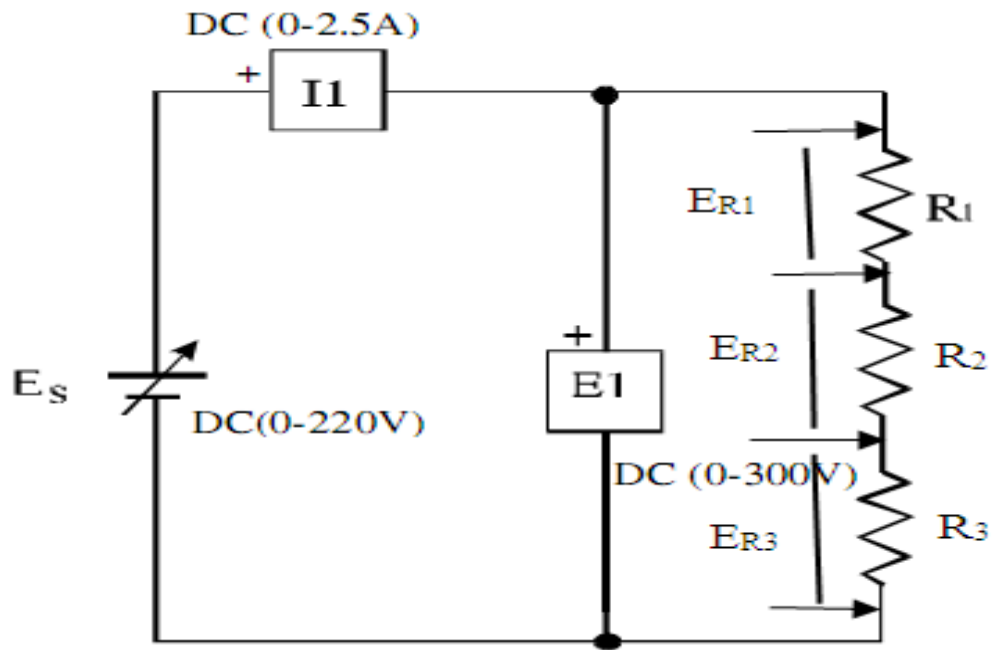 DC (0-2.5A)
+
I1
ER1
R1
+
E1
ER2
R2
ES
DC(0-220V)
DC (0-300V)
ER3
R3